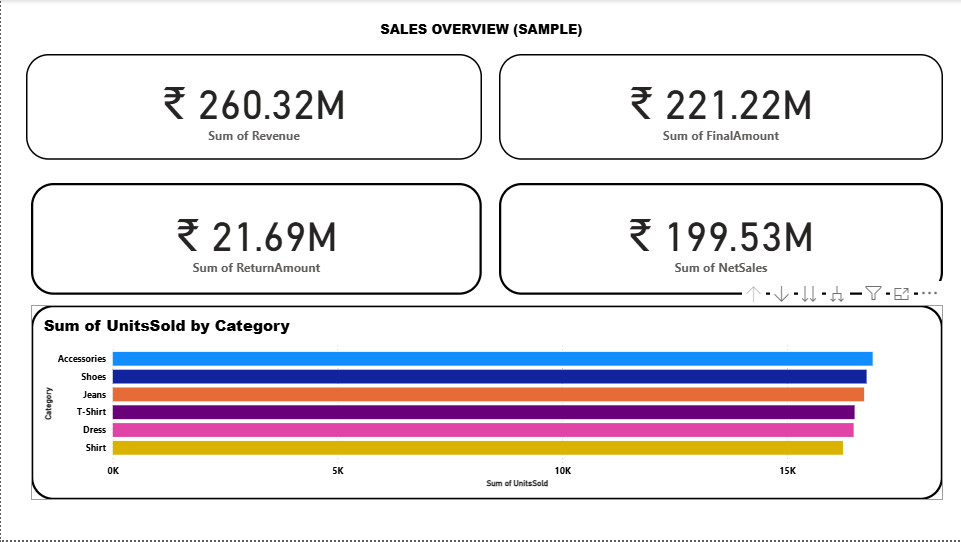 SALES OVERVIEW (SAMPLE)
₹ 260.32M
Sum of Revenue
₹ 221.22M
Sum of FinalAmount
₹ 21.69M
Sum of ReturnAmount
₹ 199.53M
Sum of NetSales
Sum of UnitsSold by Category
Category
Accessories
Shoes
Jeans
T-Shirt
Dress
Shirt
0K 5K 10K 15K
Sum of UnitsSold